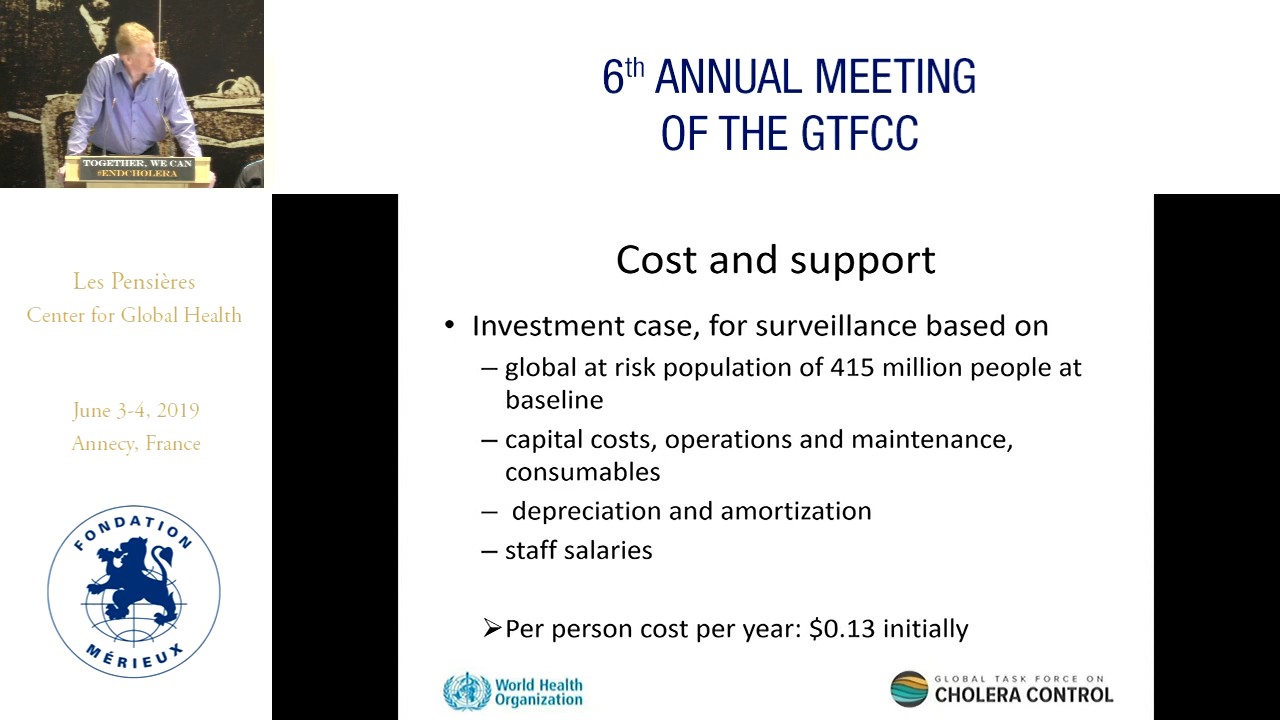 TOGETHER, WE CAN
#ENDCHOLERA
6th ANNUAL MEETING
OF THE GTFCC
Les Pensières
Center for Global Health
June 3-4, 2019
Annecy, France
FONDATION
MÉRIEUX
Cost and support
• Investment case, for surveillance based on
– global at risk population of 415 million people at
baseline
– capital costs, operations and maintenance,
consumables
– depreciation and amortization
– staff salaries
➢Per person cost per year: $0.13 initially
World Health
Organization
GLOBAL TASK FORCE ON
CHOLERA CONTROL